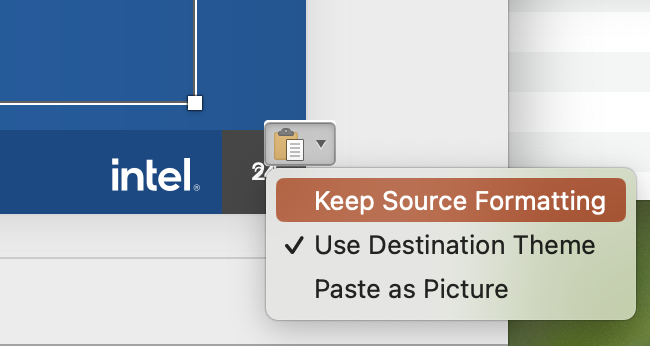 intel®
Keep Source Formatting
✓ Use Destination Theme
Paste as Picture